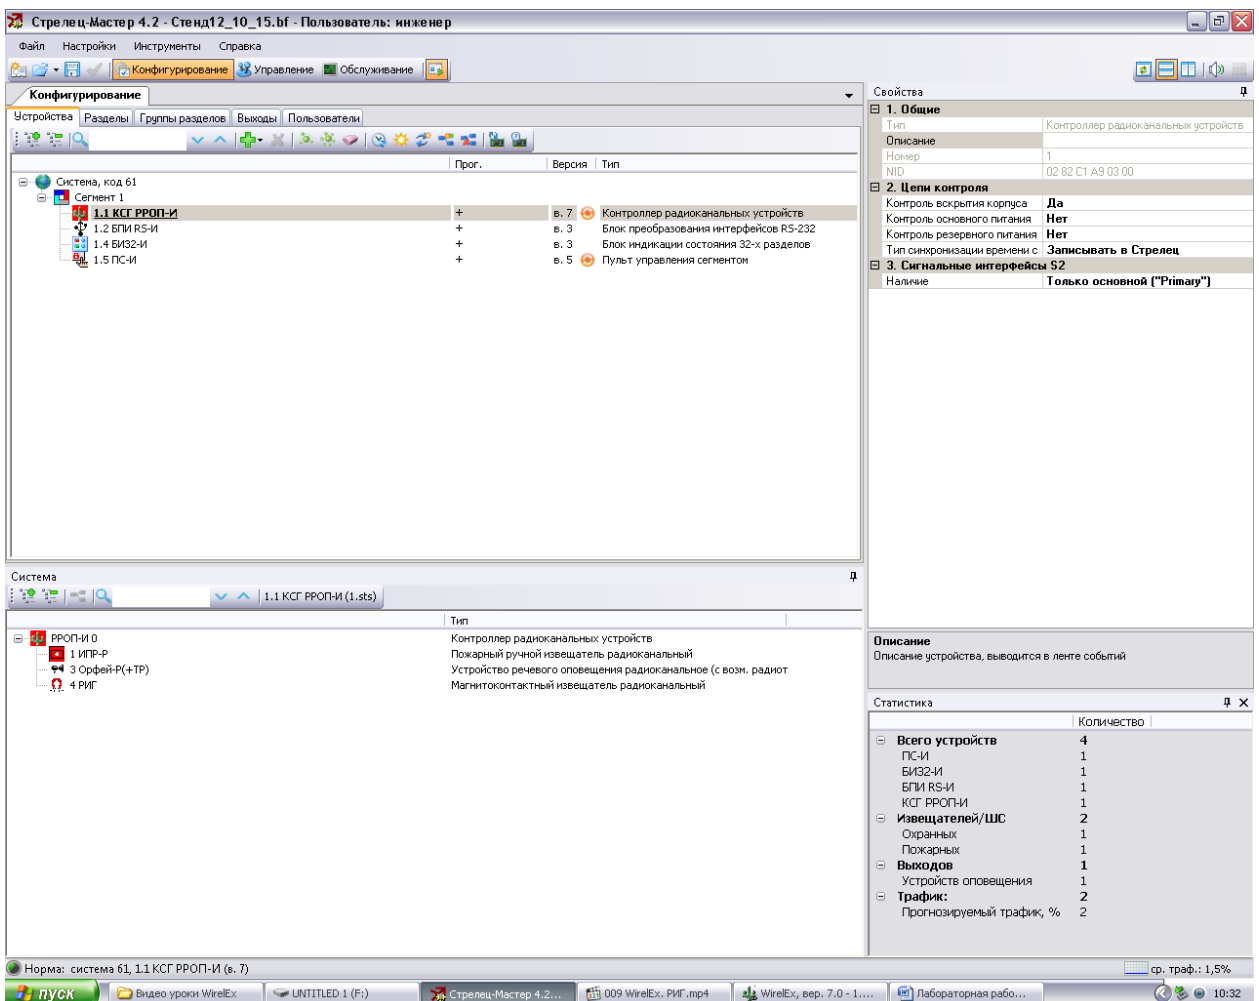 Стрелец-Мастер 4.2 - Стенд12_10_15.bf - Пользователь: инженер
Файл Настройки Инструменты Справка
Конфигурирование Управление Обслуживание
Конфигурирование
Устройства Разделы Группы разделов Выходы Пользователи
Прог. Версия Тип
Система, код 61
Сегмент 1
1.1 КСГ РРОП-И + в. 7 Контроллер радиоканальных устройств
1.2 БПИ RS-И + в. 3 Блок преобразования интерфейсов RS-232
1.4 БИ32-И + в. 3 Блок индикации состояния 32-х разделов
1.5 ПС-И + в. 5 Пульт управления сегментом
Система
1.1 КСГ РРОП-И (1.sts)
Тип
РРОП-И 0 Контроллер радиоканальных устройств
1 ИПР-Р Пожарный ручной извещатель радиоканальный
3 Орфей-Р(+ТР) Устройство речевого оповещения радиоканальное (с возм. радиот
4 РИГ Магнитоконтактный извещатель радиоканальный
Свойства
1. Общие
Тип Контроллер радиоканальных устройств
Описание
Номер 1
NID 02 82 C1 A9 03 00
2. Цепи контроля
Контроль вскрытия корпуса Да
Контроль основного питания Нет
Контроль резервного питания Нет
Тип синхронизации времени с Записывать в Стрелец
3. Сигнальные интерфейсы S2
Наличие Только основной ("Primary")
Описание
Описание устройства, выводится в ленте событий
Статистика
Количество
Всего устройств 4
ПС-И 1
БИ32-И 1
БПИ RS-И 1
КСГ РРОП-И 1
Извещателей/ШС 2
Охранных 1
Пожарных 1
Выходов 1
Устройств оповещения 1
Трафик: 2
Прогнозируемый трафик, % 2
Норма: система 61, 1.1 КСГ РРОП-И (в. 7) ср. траф.: 1,5%
пуск Видео уроки WirelEx UNTITLED 1 (F:) Стрелец-Мастер 4.2... 009 WirelEx. РИГ.mp4 WirelEx, вер. 7.0 - 1.... Лабораторная рабо... 10:32